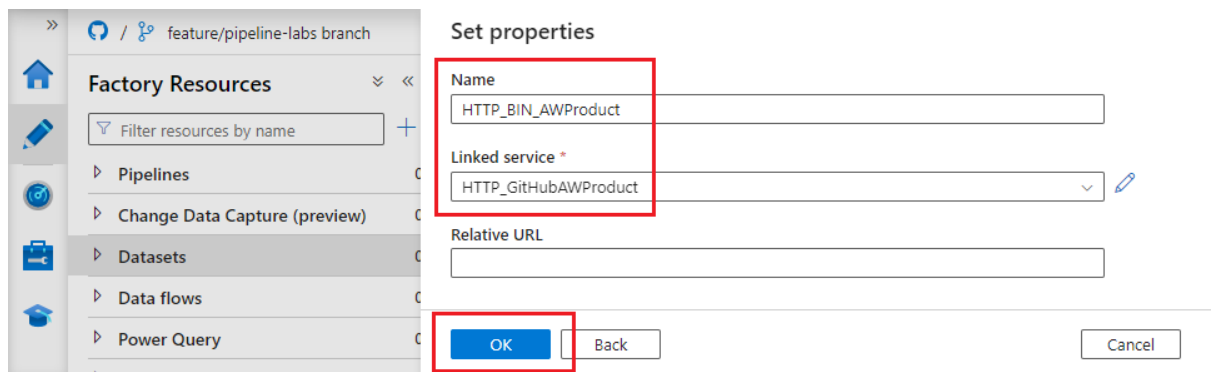 »
/ feature/pipeline-labs branch
Factory Resources
Filter resources by name
Pipelines
Change Data Capture (preview)
Datasets
Data flows
Power Query
Set properties
Name
HTTP_BIN_AWProduct
Linked service *
HTTP_GitHubAWProduct
Relative URL
OK Back Cancel